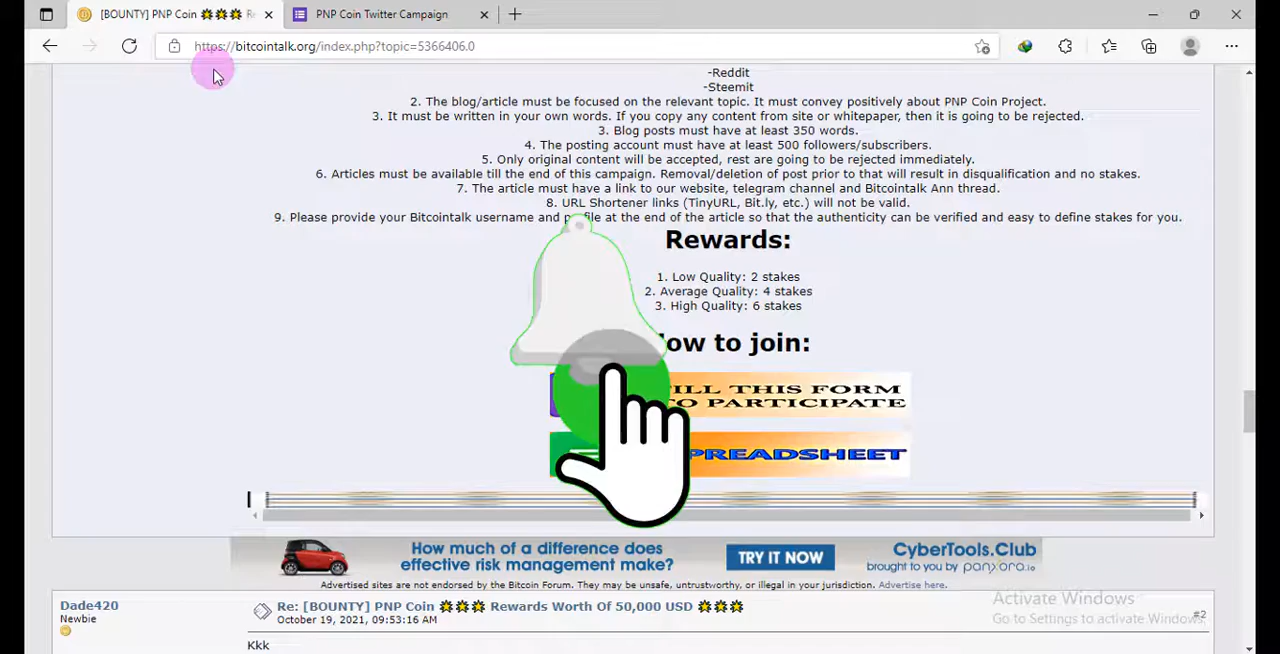 [BOUNTY] PNP Coin
PNP Coin Twitter Campaign
https://bitcointalk.org/index.php?topic=5366406.0
-Reddit
-Steemit
2. The blog/article must be focused on the relevant topic. It must convey positively about PNP Coin Project.
3. It must be written in your own words. If you copy any content from site or whitepaper, then it is going to be rejected.
3. Blog posts must have at least 350 words.
4. The posting account must have at least 500 followers/subscribers.
5. Only original content will be accepted, rest are going to be rejected immediately.
6. Articles must be available till the end of this campaign. Removal/deletion of post prior to that will result in disqualification and no stakes.
7. The article must have a link to our website, telegram channel and Bitcointalk Ann thread.
8. URL Shortener links (TinyURL, Bit.ly, etc.) will not be valid.
9. Please provide your Bitcointalk username and profile at the end of the article so that the authenticity can be verified and easy to define stakes for you.
Rewards:
1. Low Quality: 2 stakes
2. Average Quality: 4 stakes
3. High Quality: 6 stakes
How to join:
FILL THIS FORM
TO PARTICIPATE
SPREADSHEET
How much of a difference does
effective risk management make?
TRY IT NOW
CyberTools.Club
brought to you by panxora.io
Advertised sites are not endorsed by the Bitcoin Forum. They may be unsafe, untrustworthy, or illegal in your jurisdiction. Advertise here.
Dade420
Newbie
Re: [BOUNTY] PNP Coin ✸✸✸ Rewards Worth Of 50,000 USD ✸✸✸
October 19, 2021, 09:53:16 AM
#2
Kkk
Activate Windows
Go to Settings to activate Windows.